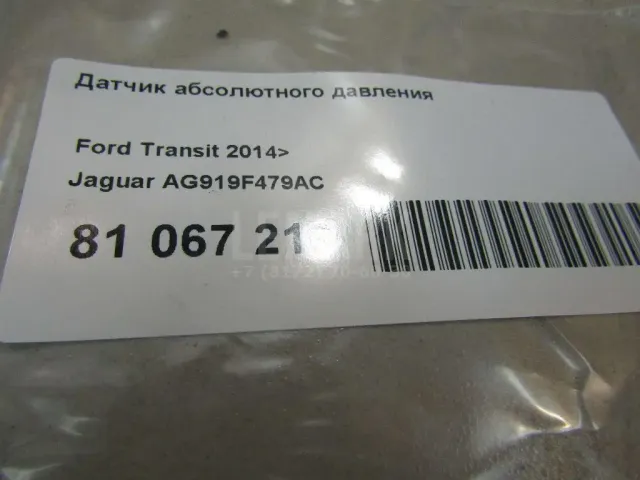 Датчик абсолютного давления
Ford Transit 2014>
Jaguar AG919F479AC
81 067 21